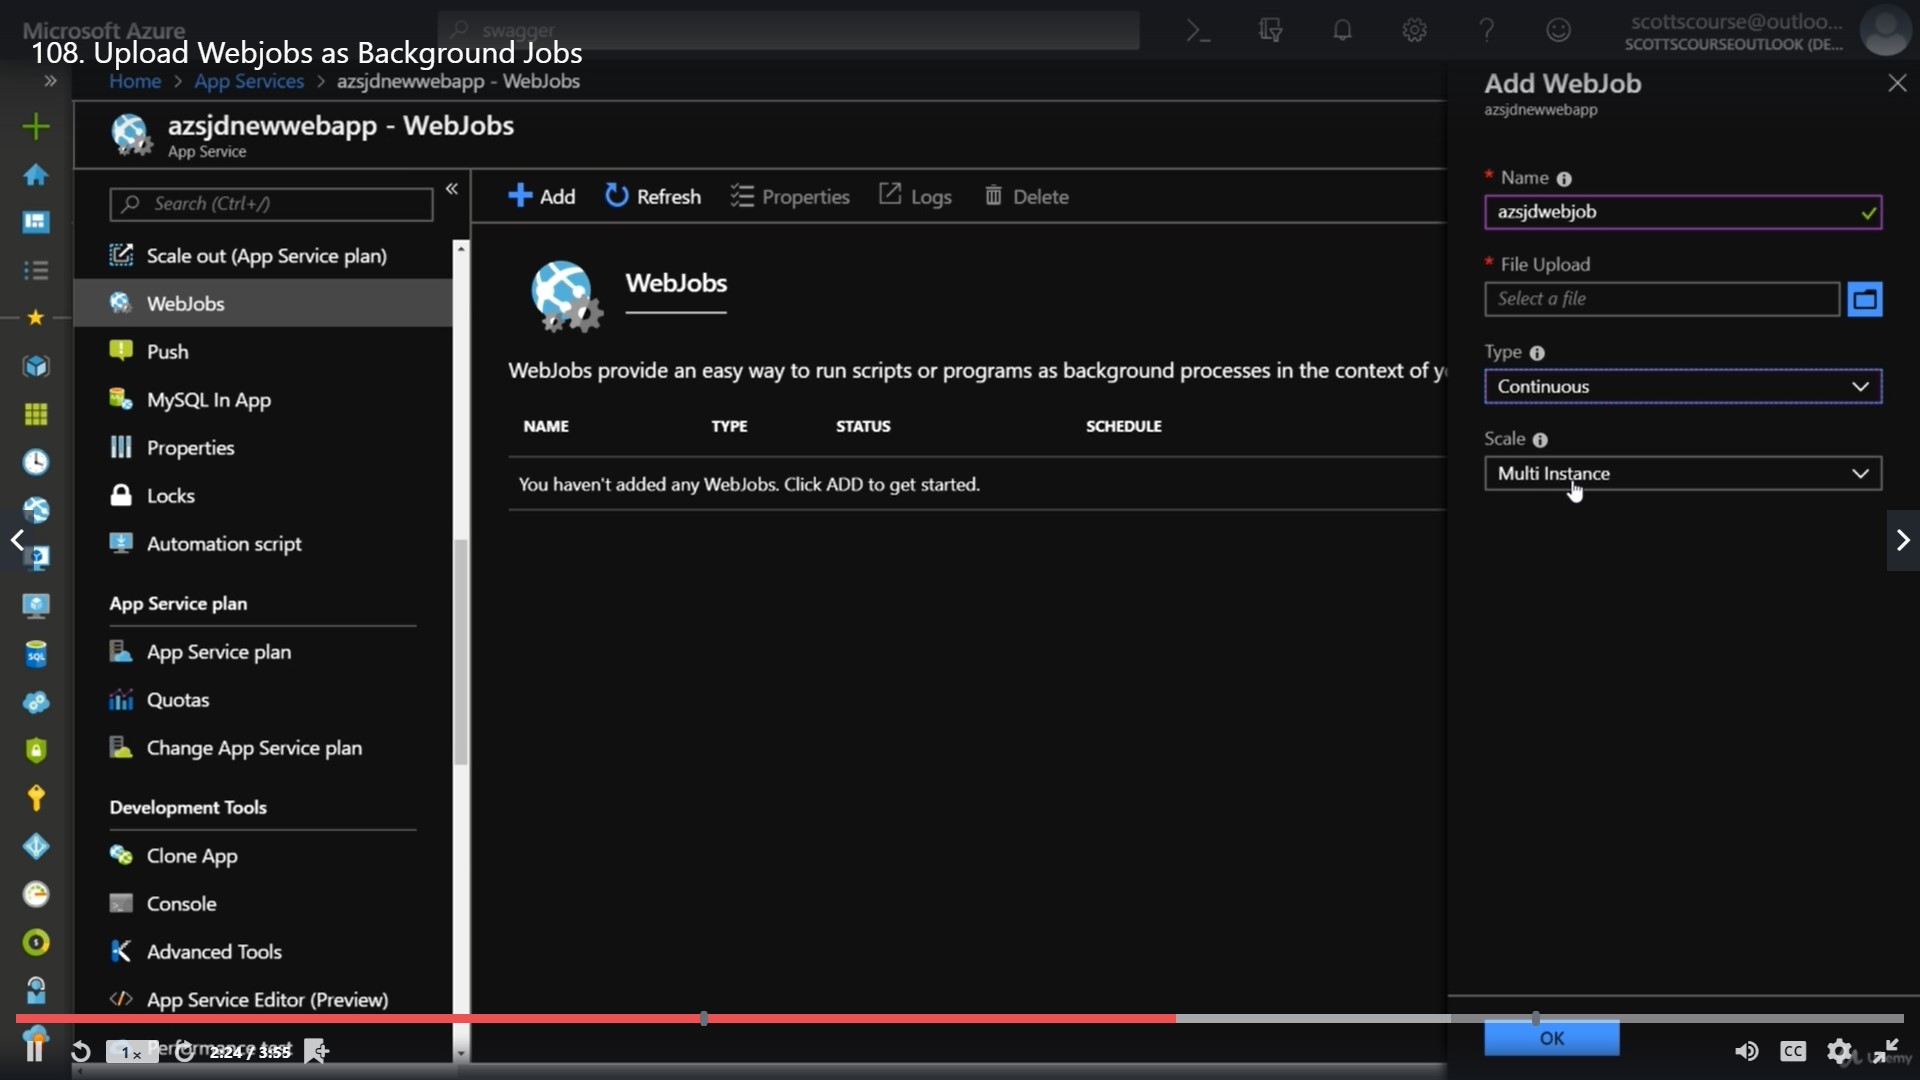 Microsoft Azure
swagger
scottscourse@outloo...
SCOTTSCOURSEOUTLOOK (DE...
108. Upload Webjobs as Background Jobs
Home > App Services > azsjdnewwebapp - WebJobs
azsjdnewwebapp - WebJobs
App Service
Search (Ctrl+/)
Scale out (App Service plan)
WebJobs
Push
MySQL In App
Properties
Locks
Automation script
App Service plan
App Service plan
Quotas
Change App Service plan
Development Tools
Clone App
Console
Advanced Tools
App Service Editor (Preview)
Performance test
Add
Refresh
Properties
Logs
Delete
WebJobs
WebJobs provide an easy way to run scripts or programs as background processes in the context of y
NAME TYPE STATUS SCHEDULE
You haven't added any WebJobs. Click ADD to get started.
Add WebJob
azsjdnewwebapp
* Name
azsjdwebjob
* File Upload
Select a file
Type
Continuous
Scale
Multi Instance
OK
SQL
1x
2:24 / 3:55
CC
Udemy